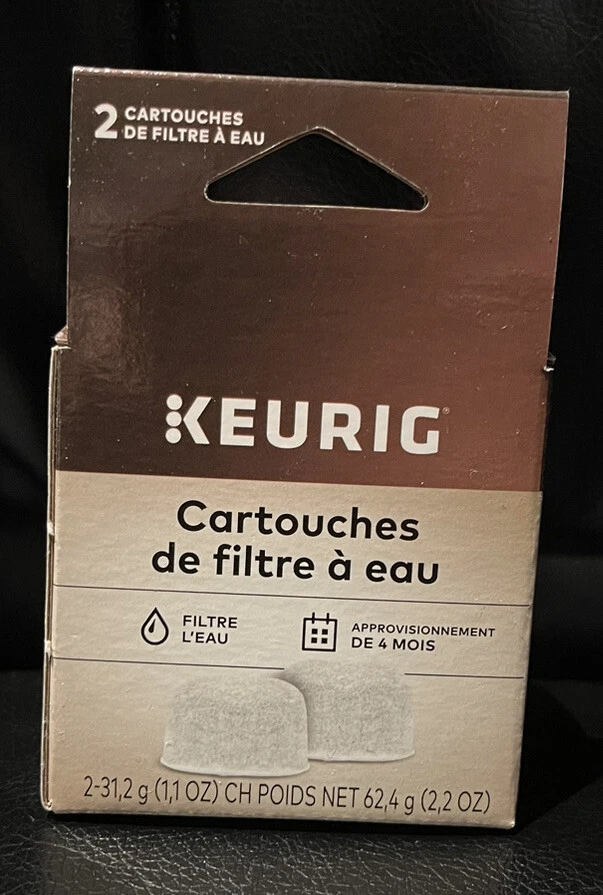 2 CARTOUCHES
DE FILTRE À EAU
KEURIG®
Cartouches
de filtre à eau
FILTRE
L'EAU
APPROVISIONNEMENT
DE 4 MOIS
2-31,2 g (1,1 OZ) CH POIDS NET 62,4 g (2,2 OZ)